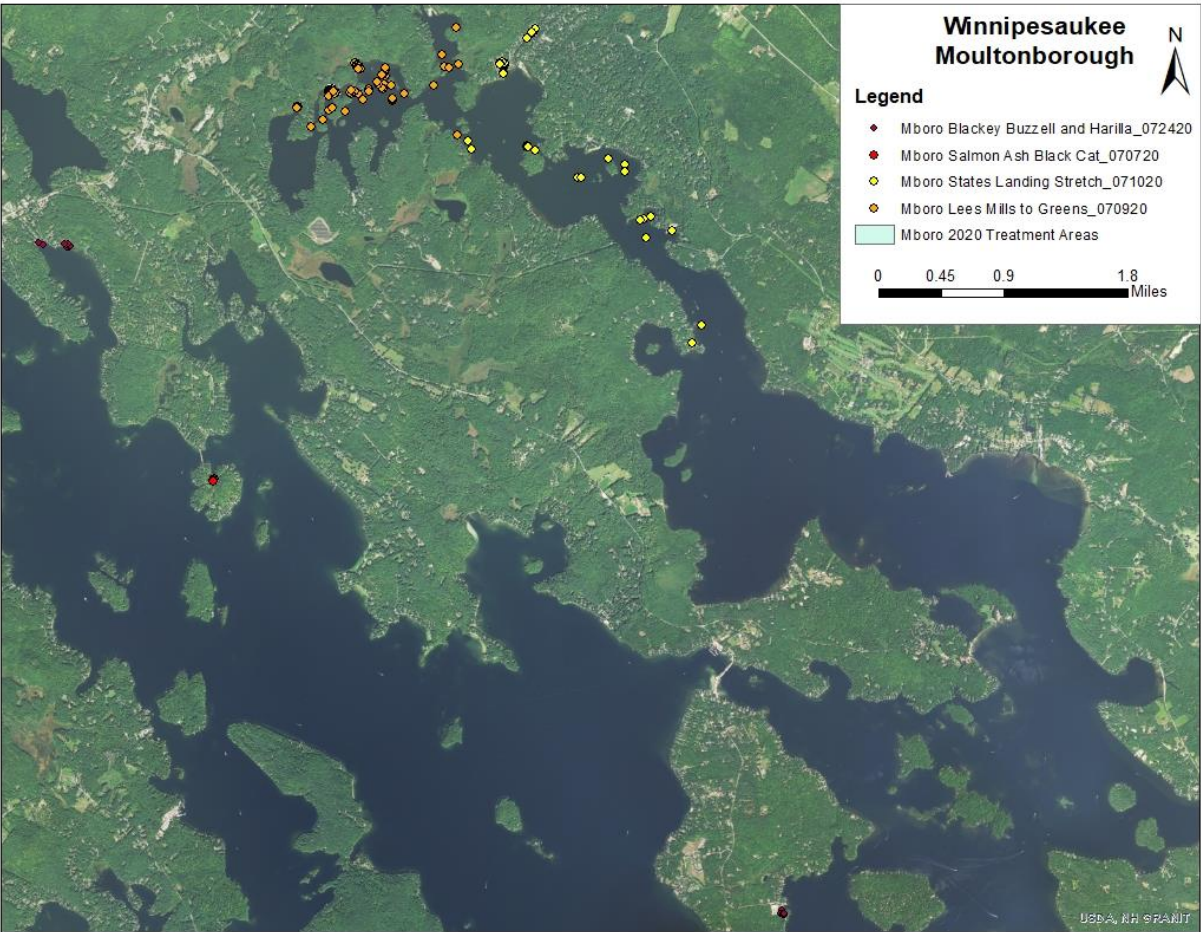 Winnipesaukee
Moultonborough
N
Legend
Mboro Blackey Buzzell and Harilla_072420
Mboro Salmon Ash Black Cat_070720
Mboro States Landing Stretch_071020
Mboro Lees Mills to Greens_070920
Mboro 2020 Treatment Areas
0 0.45 0.9 1.8
Miles
USDA, NH GRANIT